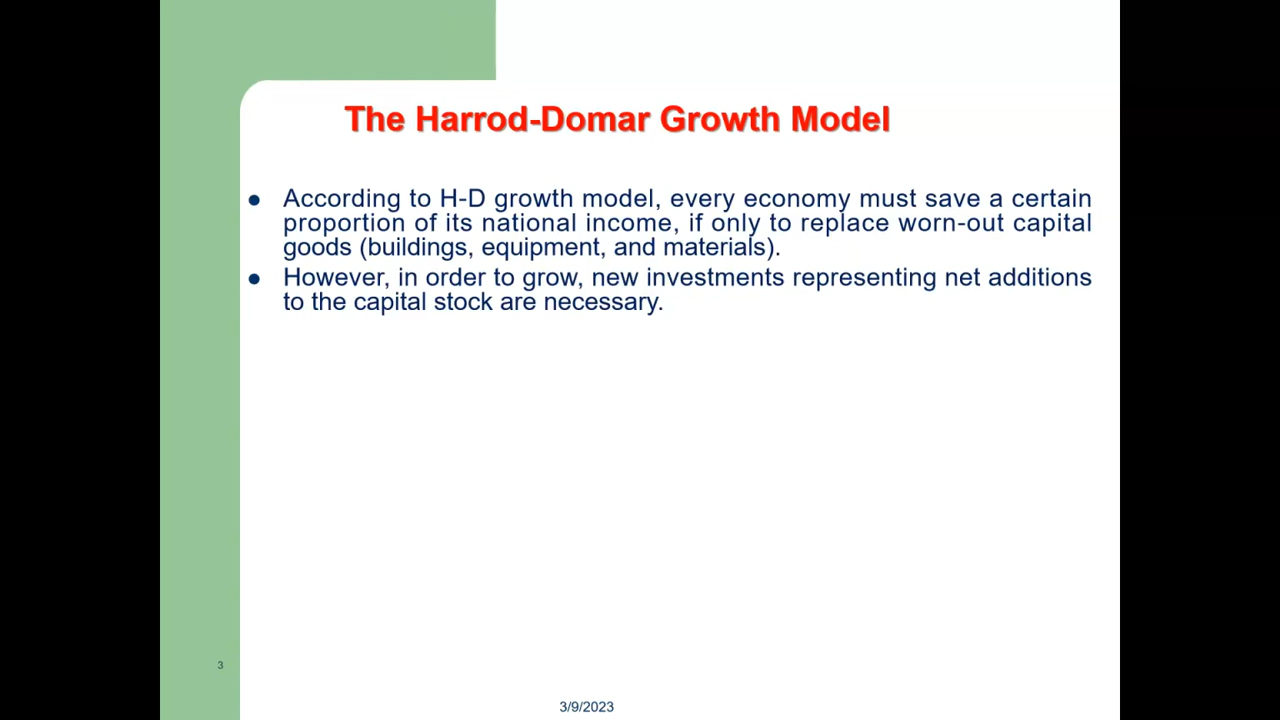 The Harrod-Domar Growth Model
● According to H-D growth model, every economy must save a certain
proportion of its national income, if only to replace worn-out capital
goods (buildings, equipment, and materials).
● However, in order to grow, new investments representing net additions
to the capital stock are necessary.
3
3/9/2023